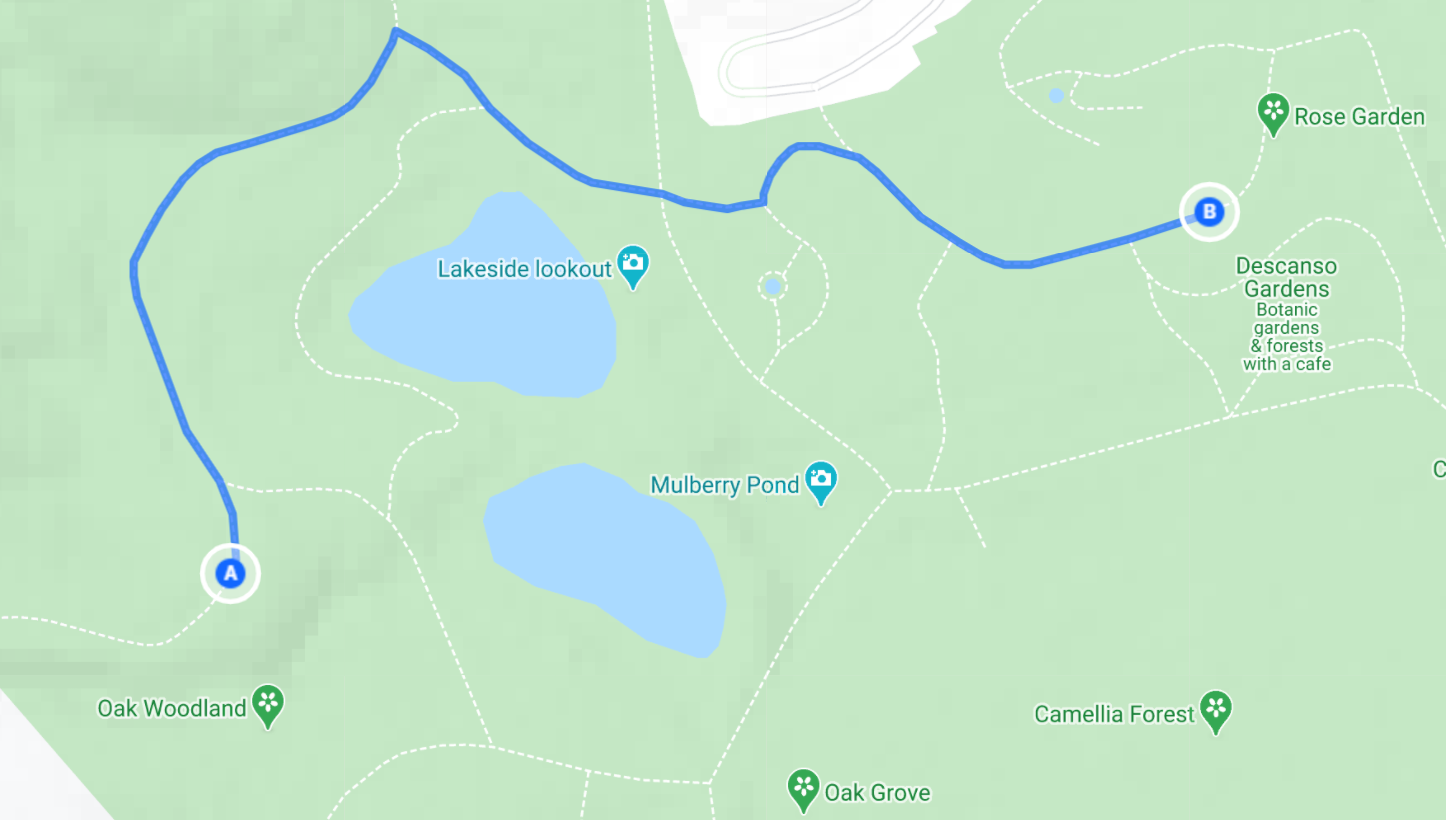 Rose Garden
B
Lakeside lookout
Descanso
Gardens
Botanic
gardens
& forests
with a cafe
C
Mulberry Pond
A
Oak Woodland
Camellia Forest
Oak Grove